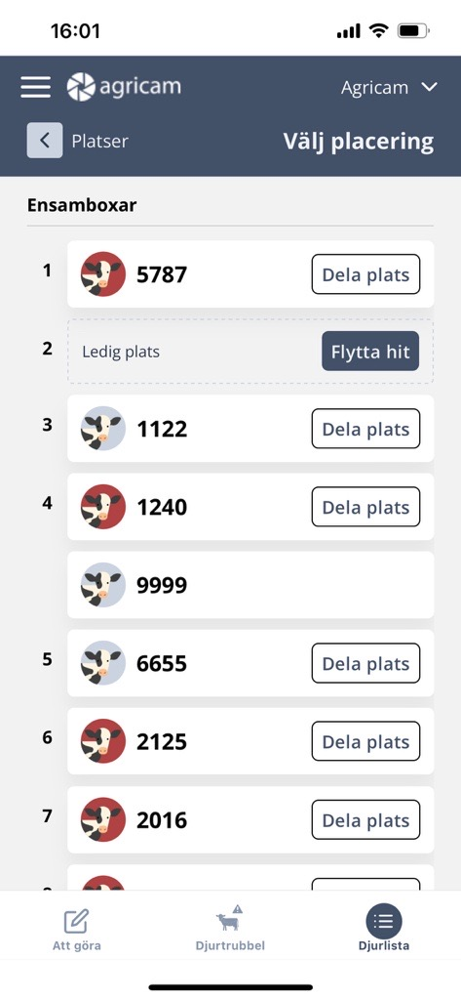 16:01
agricam
Agricam
Platser
Välj placering
Ensamboxar
1
5787
Dela plats
2
Ledig plats
Flytta hit
3
1122
Dela plats
4
1240
Dela plats
9999
5
6655
Dela plats
6
2125
Dela plats
7
2016
Dela plats
Att göra
Djurtrubbel
Djurlista